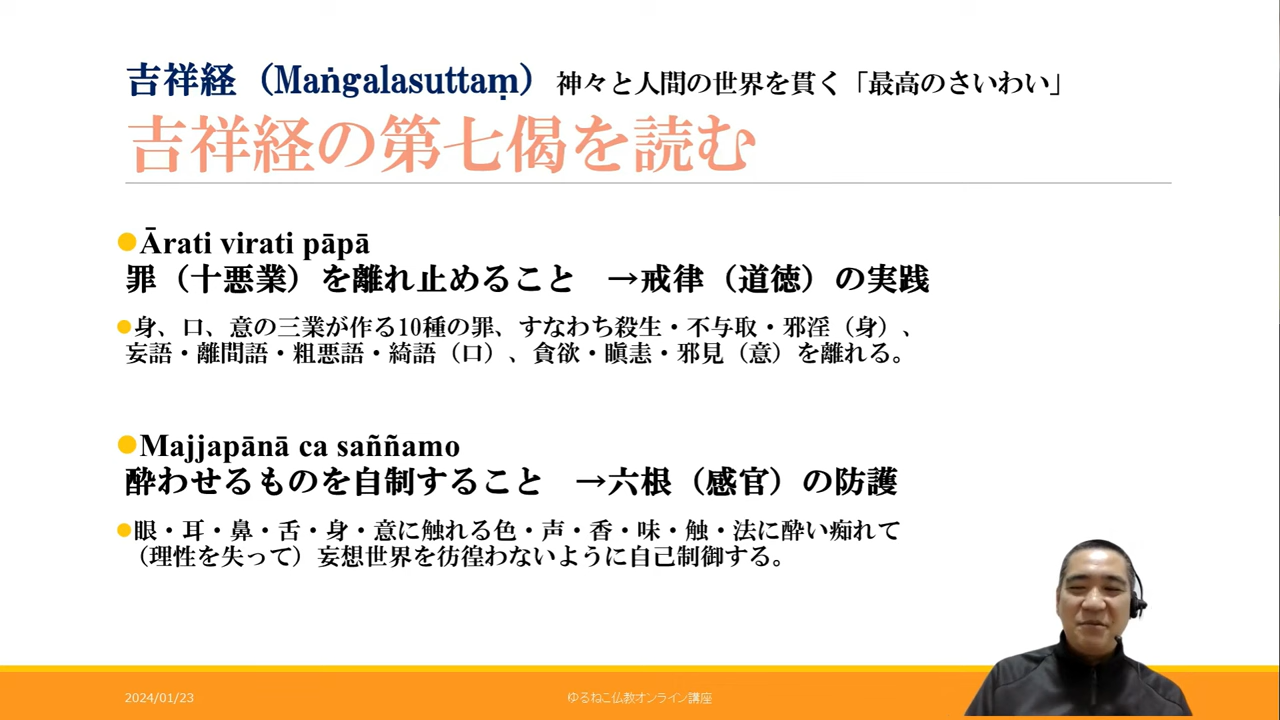 吉祥経（Maṅgalasuttaṃ）神々と人間の世界を貫く「最高のさいわい」
吉祥経の第七偈を読む
●Ārati virati pāpā
罪（十悪業）を離れ止めること　→戒律（道徳）の実践
●身、口、意の三業が作る10種の罪、すなわち殺生・不与取・邪淫（身）、
妄語・離間語・粗悪語・綺語（口）、貪欲・瞋恚・邪見（意）を離れる。
●Majjapānā ca saññamo
酔わせるものを自制すること　→六根（感官）の防護
●眼・耳・鼻・舌・身・意に触れる色・声・香・味・触・法に酔い痴れて
（理性を失って）妄想世界を彷徨わないように自己制御する。
2024/01/23
ゆるねこ仏教オンライン講座